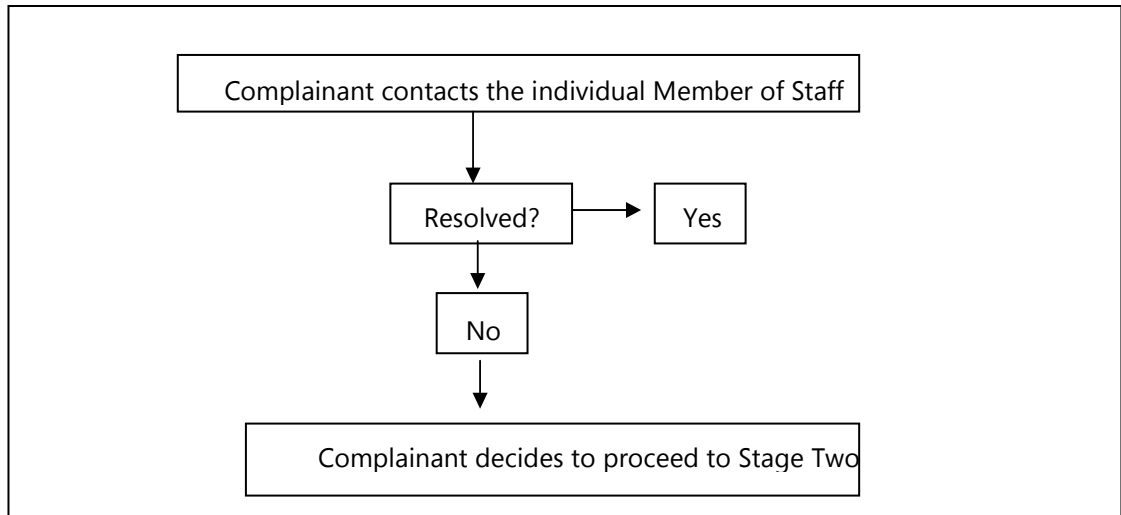 Complainant contacts the individual Member of Staff
Resolved?
Yes
No
Complainant decides to proceed to Stage Two